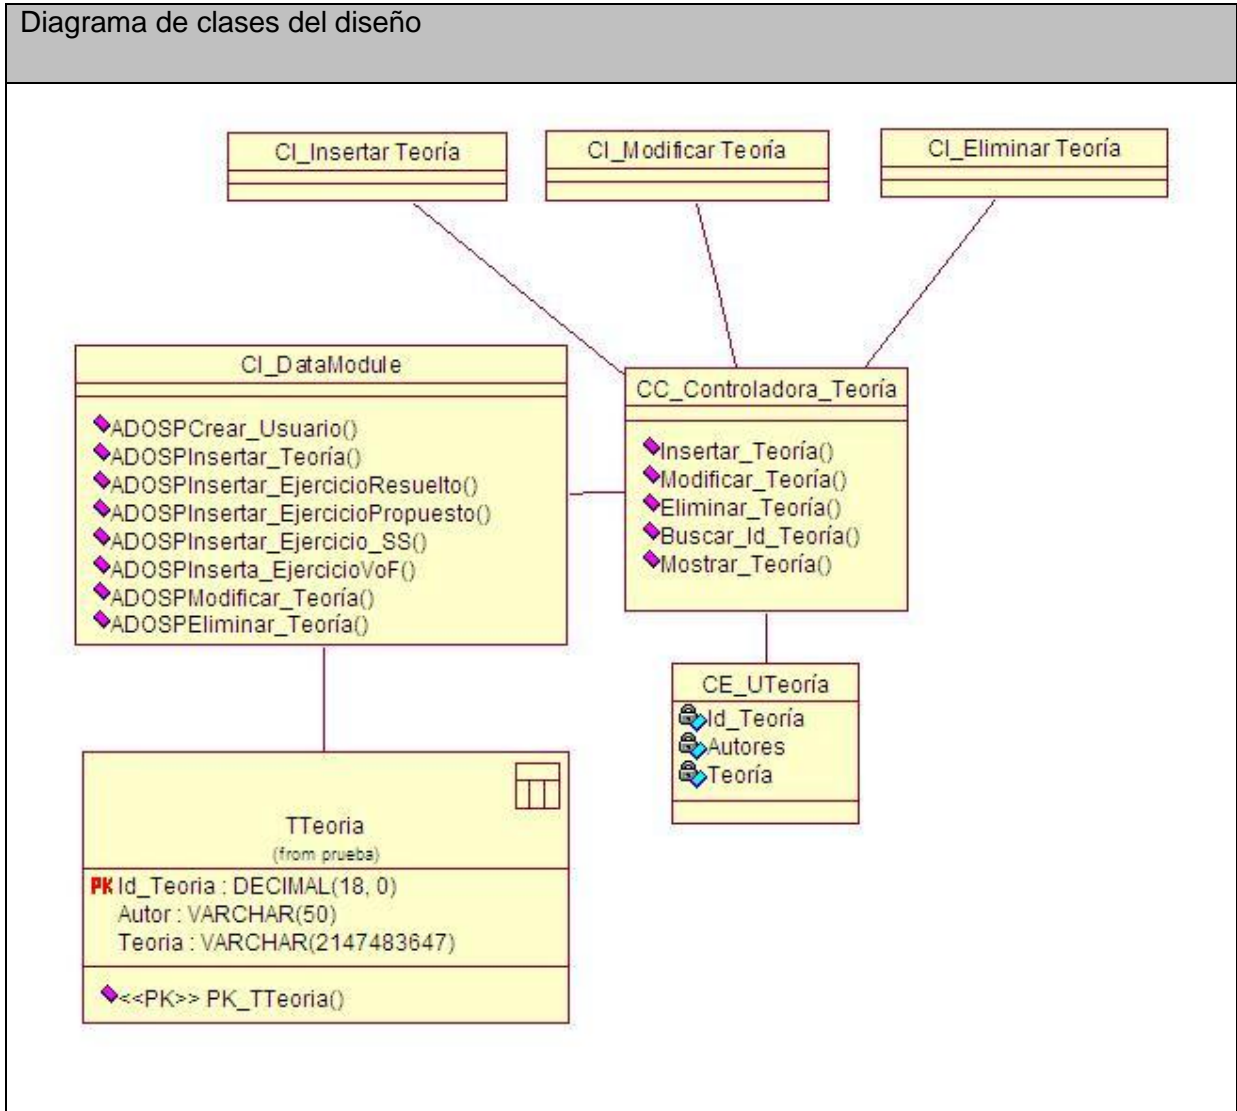 Diagrama de clases del diseño
CI_Insertar Teoría
CI_Modificar Teoría
CI_Eliminar Teoría
CI_DataModule
ADOSPCrear_Usuario()
ADOSPInsertar_Teoría()
ADOSPInsertar_EjercicioResuelto()
ADOSPInsertar_EjercicioPropuesto()
ADOSPInsertar_Ejercicio_SS()
ADOSPInserta_EjercicioVoF()
ADOSPModificar_Teoría()
ADOSPEliminar_Teoría()
CC_Controladora_Teoría
Insertar_Teoría()
Modificar_Teoría()
Eliminar_Teoría()
Buscar_Id_Teoría()
Mostrar_Teoría()
CE_UTeoría
Id_Teoría
Autores
Teoría
TTeoria
(from prueba)
PK Id_Teoria : DECIMAL(18, 0)
Autor : VARCHAR(50)
Teoria : VARCHAR(2147483647)
<<PK>> PK_TTeoria()